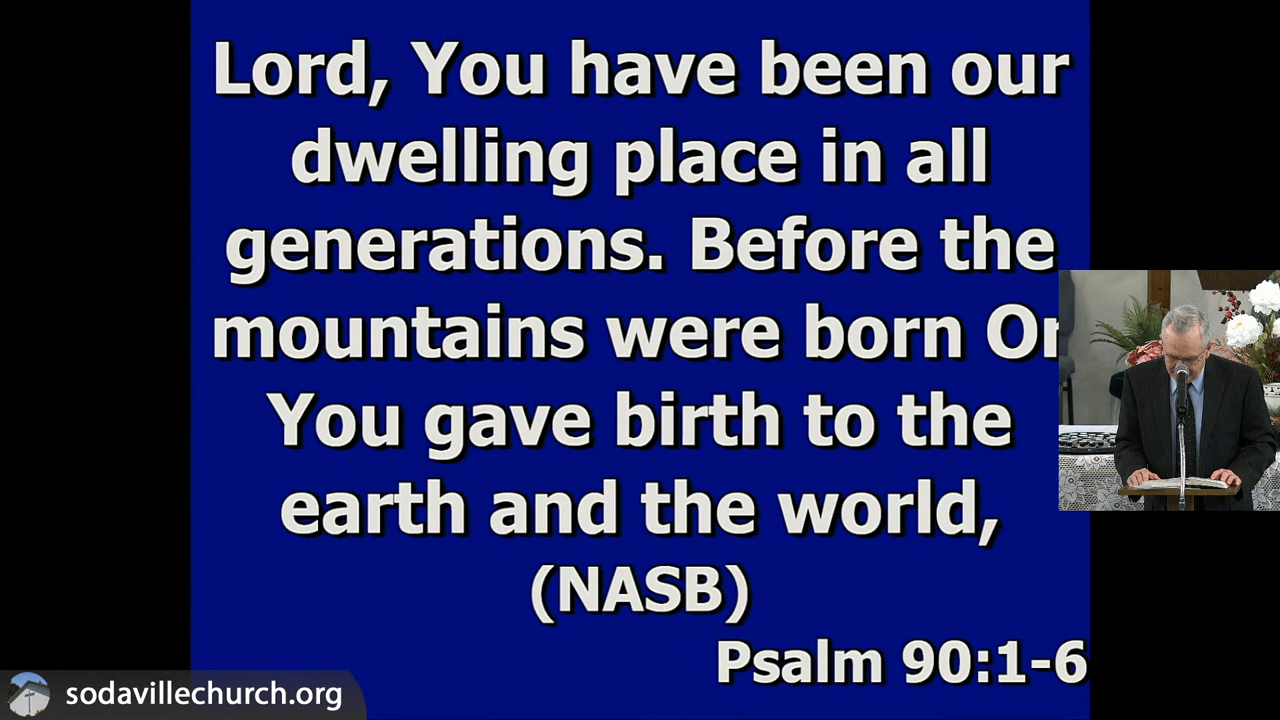 Lord, You have been our
dwelling place in all
generations. Before the
mountains were born Or
You gave birth to the
earth and the world,
(NASB)
Psalm 90:1-6
sodavillechurch.org